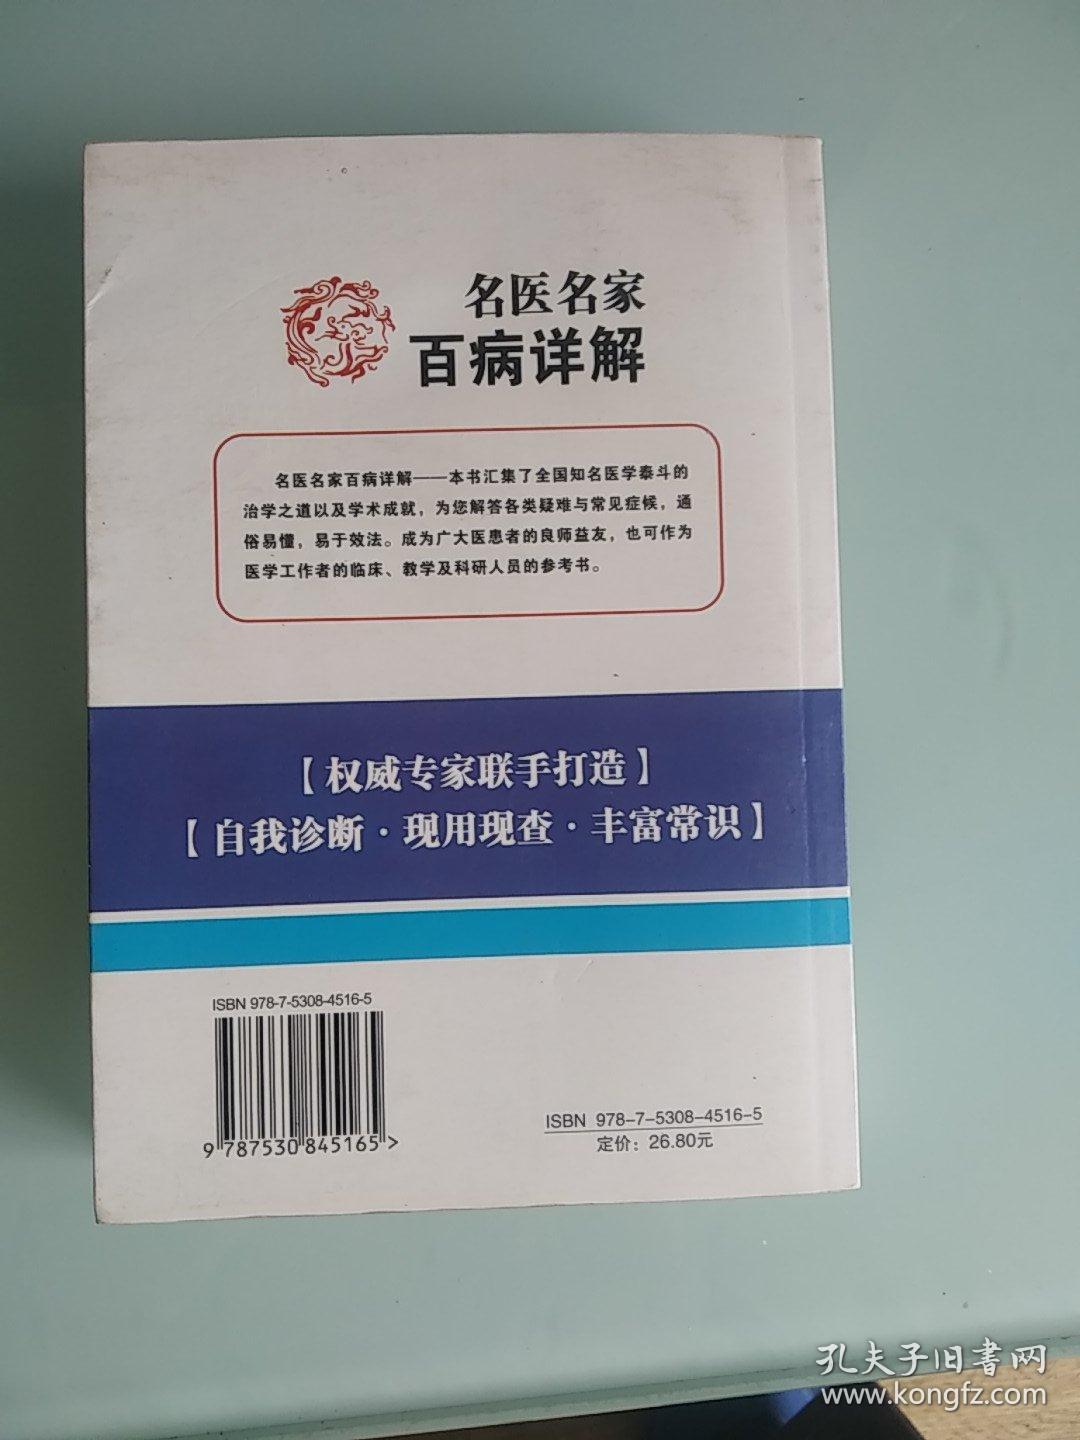 名医名家
百病详解
名医名家百病详解——本书汇集了全国知名医学泰斗的
治学之道以及学术成就，为您解答各类疑难与常见症候，通
俗易懂，易于效法。成为广大医患者的良师益友，也可作为
医学工作者的临床、教学及科研人员的参考书。
【权威专家联手打造】
【自我诊断·现用现查·丰富常识】
ISBN 978-7-5308-4516-5
9 787530 845165 >
ISBN 978-7-5308-4516-5
定价：26.80元
孔夫子旧書网
www.kongfz.com